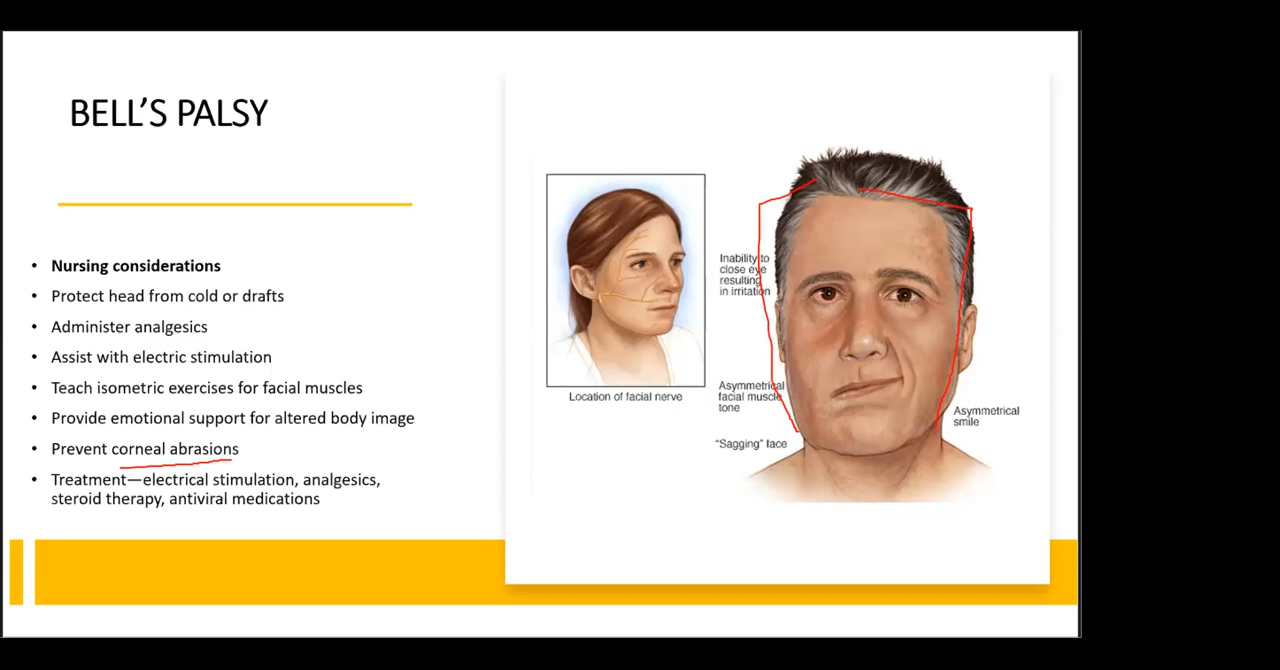 BELL’S PALSY
• Nursing considerations
• Protect head from cold or drafts
• Administer analgesics
• Assist with electric stimulation
• Teach isometric exercises for facial muscles
• Provide emotional support for altered body image
• Prevent corneal abrasions
• Treatment—electrical stimulation, analgesics,
steroid therapy, antiviral medications
Location of facial nerve
Inability to
close eye
resulting
in irritation
Asymmetrical
facial muscle
tone
"Sagging" face
Asymmetrical
smile